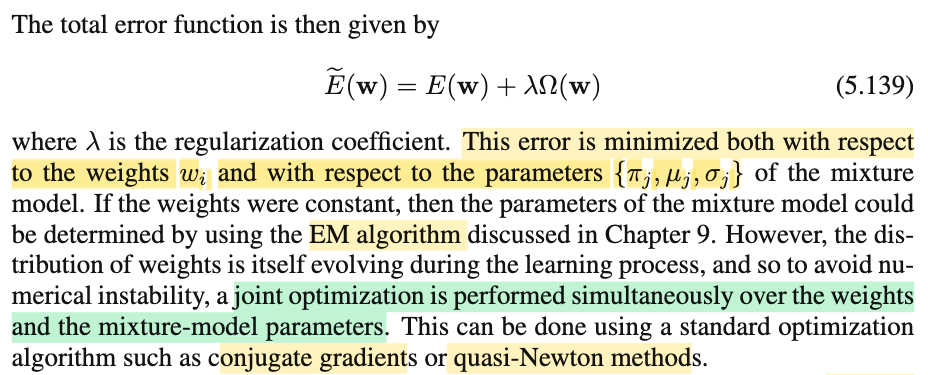 The total error function is then given by
Ẽ(w) = E(w) + λΩ(w) (5.139)
where λ is the regularization coefficient. This error is minimized both with respect
to the weights wᵢ and with respect to the parameters {πⱼ, μⱼ, σⱼ} of the mixture
model. If the weights were constant, then the parameters of the mixture model could
be determined by using the EM algorithm discussed in Chapter 9. However, the dis-
tribution of weights is itself evolving during the learning process, and so to avoid nu-
merical instability, a joint optimization is performed simultaneously over the weights
and the mixture-model parameters. This can be done using a standard optimization
algorithm such as conjugate gradients or quasi-Newton methods.